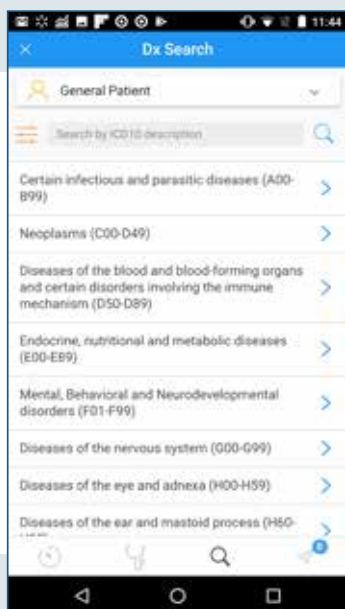 11:44
Dx Search
General Patient
Search by ICD10 description
Certain infectious and parasitic diseases (A00-
B99)
Neoplasms (C00-D49)
Diseases of the blood and blood-forming organs
and certain disorders involving the immune
mechanism (D50-D89)
Endocrine, nutritional and metabolic diseases
(E00-E89)
Mental, Behavioral and Neurodevelopmental
disorders (F01-F99)
Diseases of the nervous system (G00-G99)
Diseases of the eye and adnexa (H00-H59)
Diseases of the ear and mastoid process (H60-
0